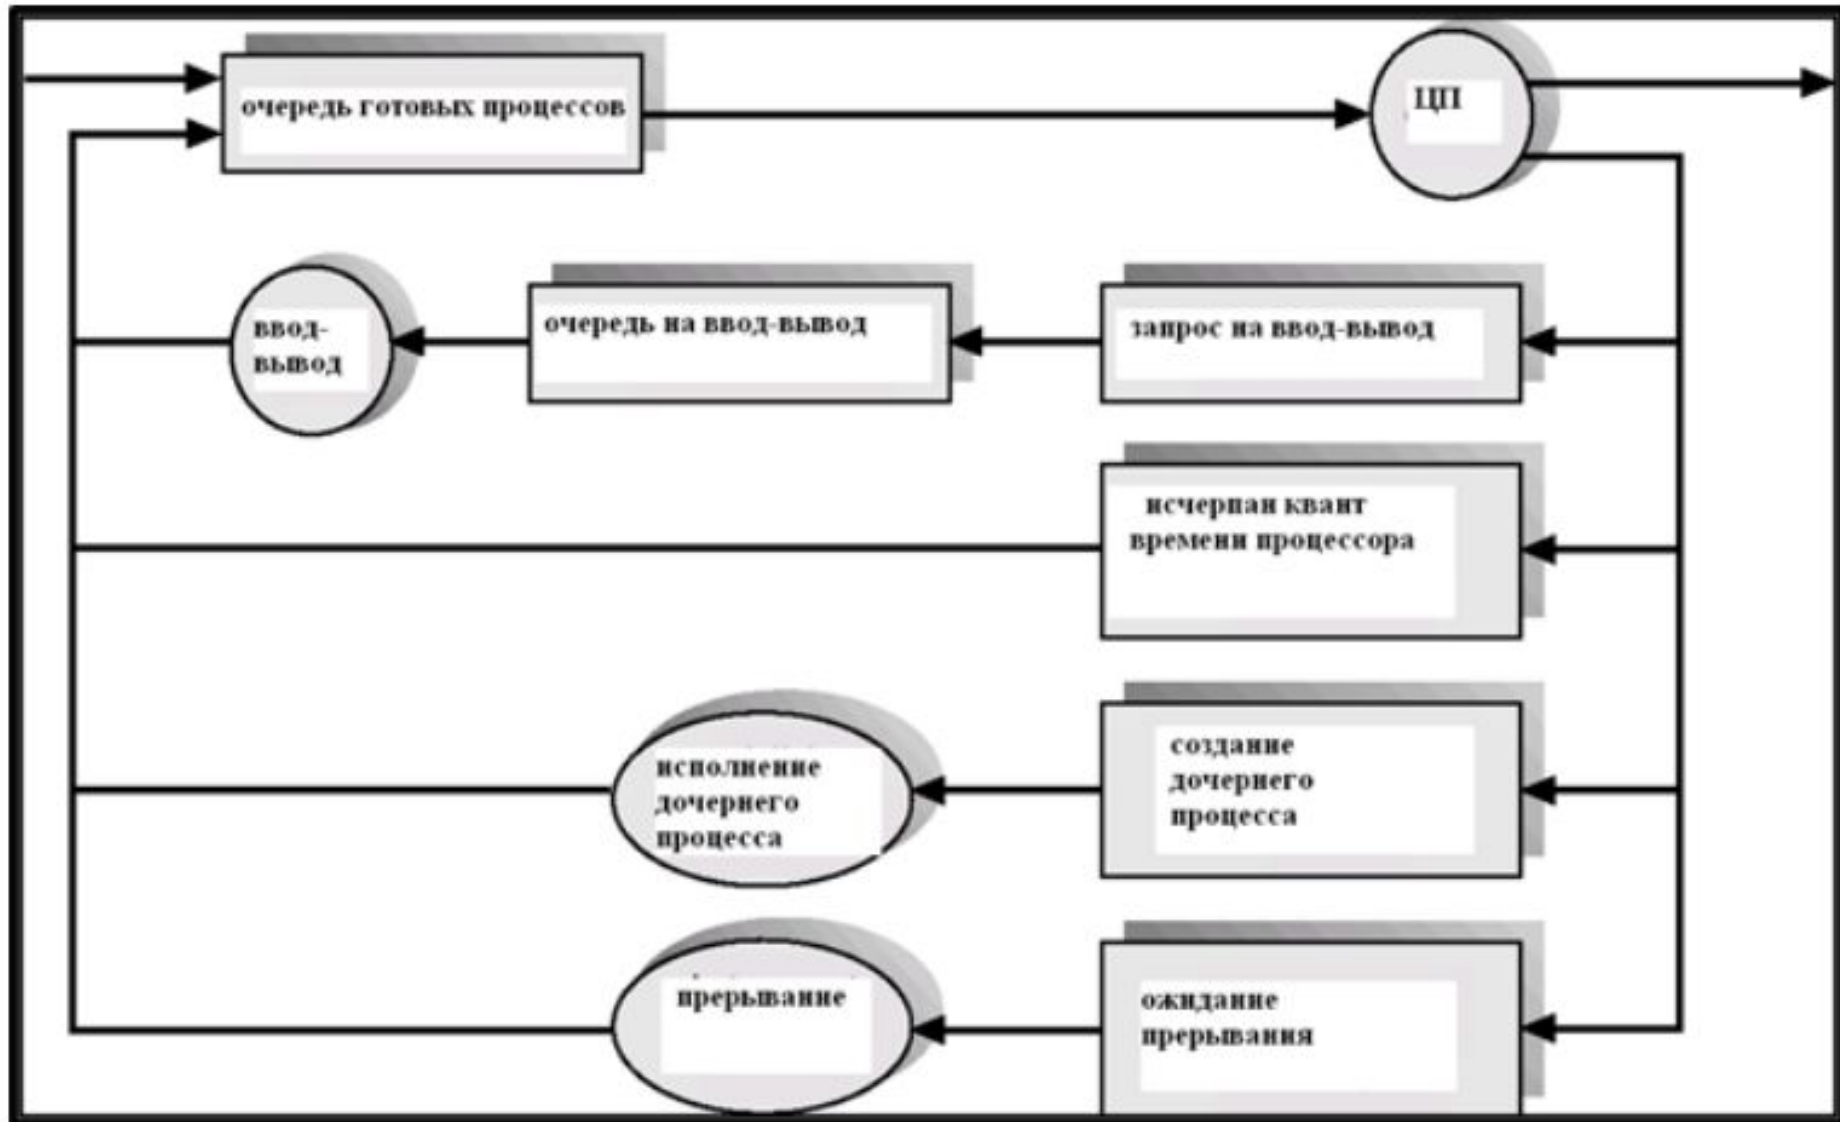 очередь готовых процессов
ЦП
ввод-
вывод
очередь на ввод-вывод
запрос на ввод-вывод
исчерпан квант
времени процессора
исполнение
дочернего
процесса
создание
дочернего
процесса
прерывание
ожидание
прерывания